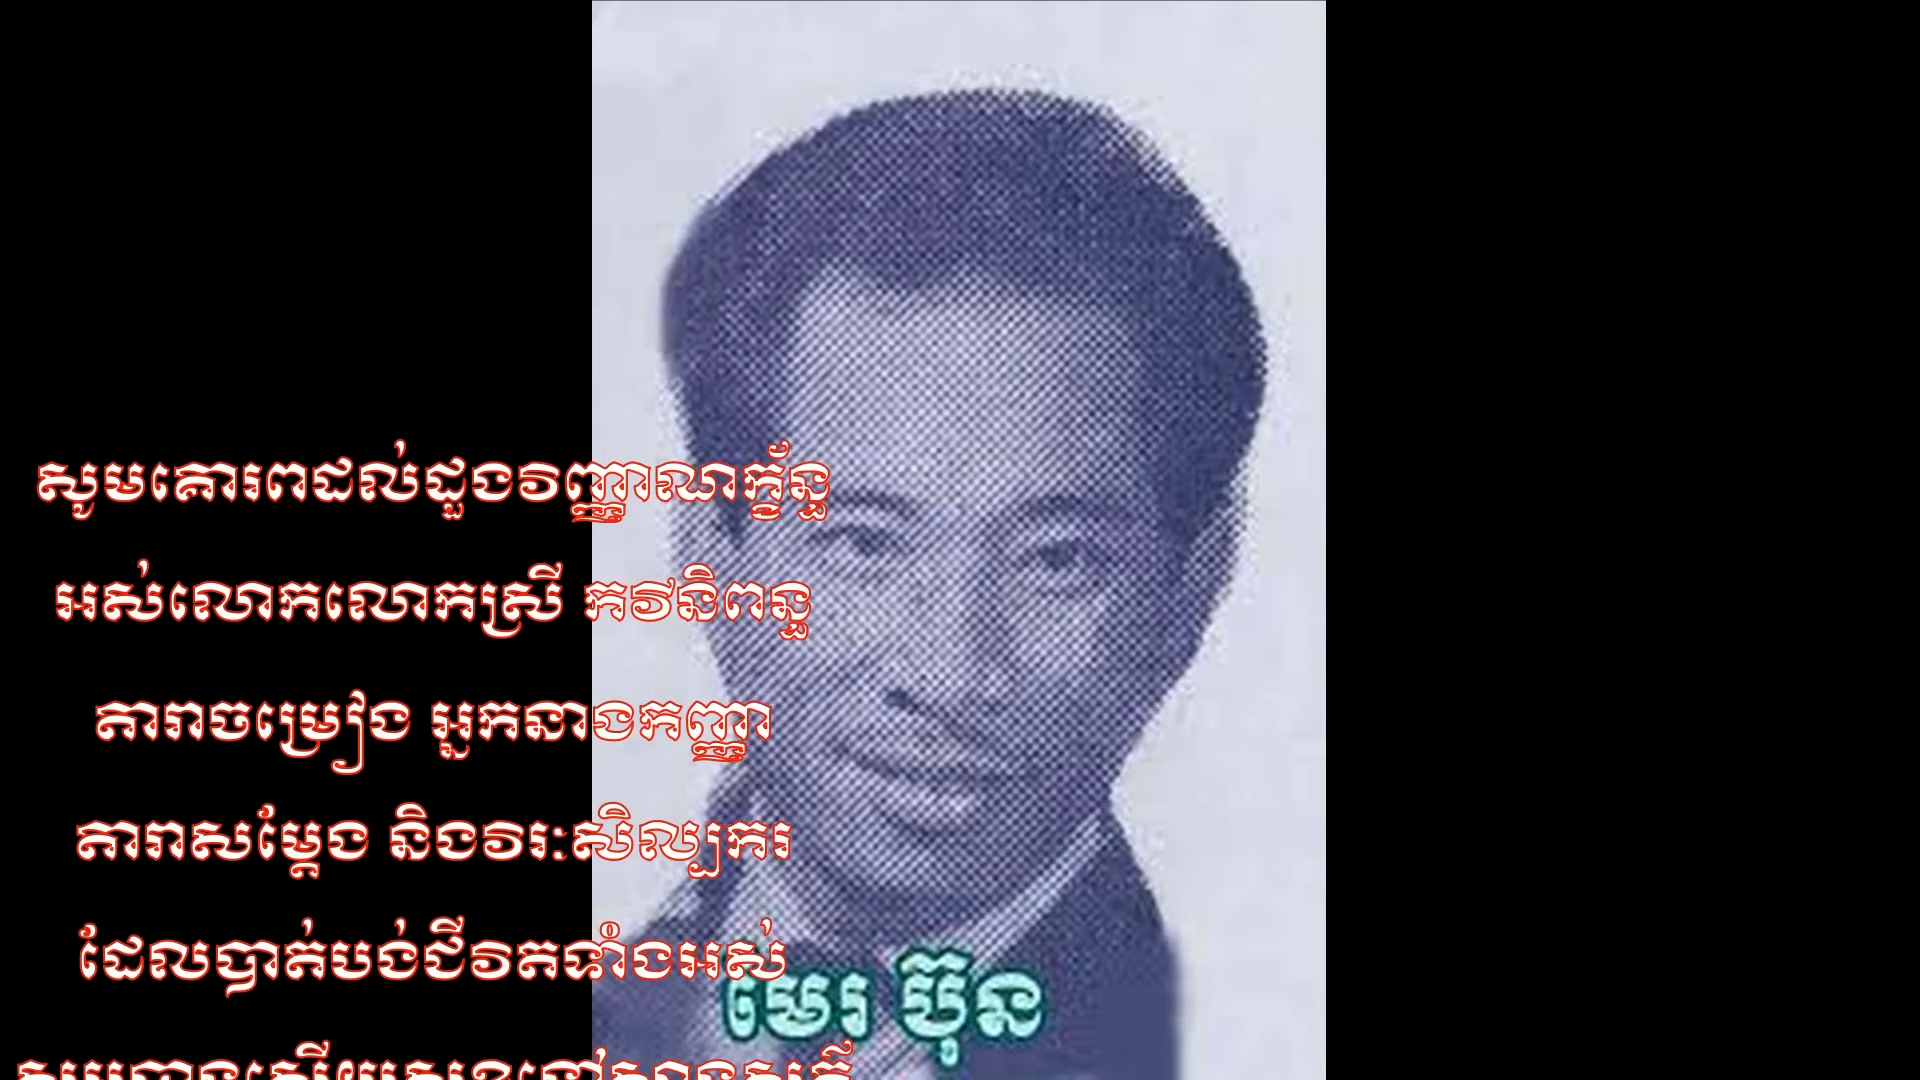 សូមគោរពដល់ដួងវិញ្ញាណក្ខ័ន្ធ
អស់លោកលោកស្រី កវីនិពន្ធ
តារាចម្រៀង អ្នកនាងកញ្ញា
តារាសម្ដែង និងវិរៈសិល្បករ
ដែលបាត់បង់ជីវិតទាំងអស់
មេរ ប៊ុន